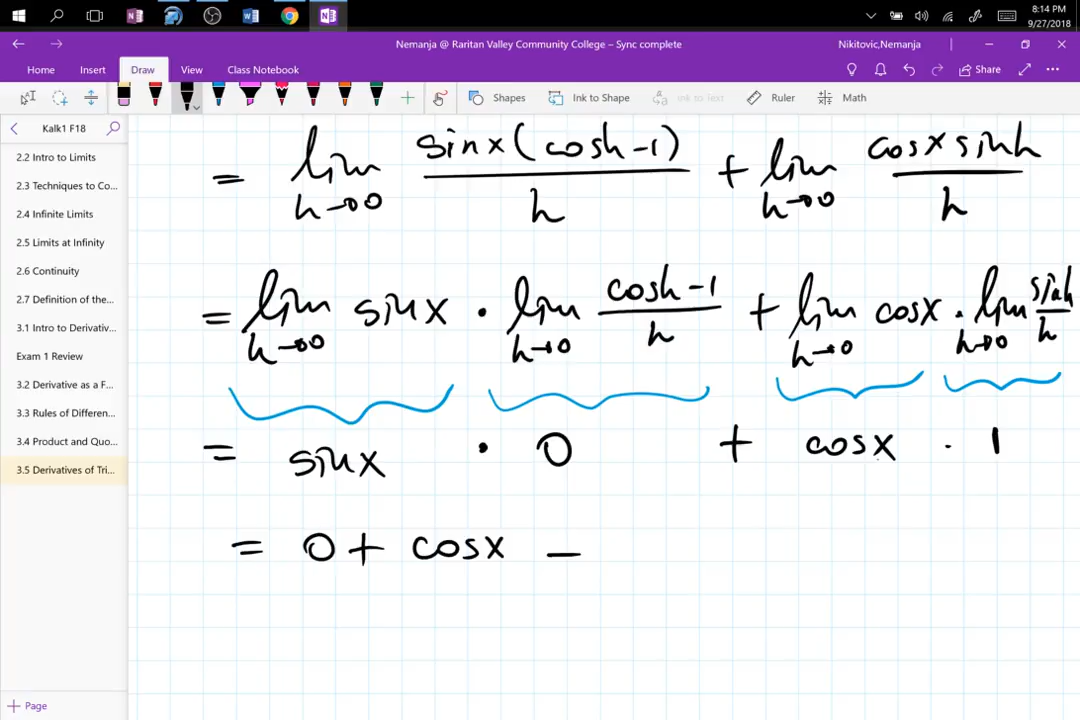 8:14 PM
9/27/2018
Nemanja @ Raritan Valley Community College – Sync complete
Nikitovic,Nemanja
Home Insert Draw View Class Notebook
Share
Shapes Ink to Shape Ink to Text Ruler Math
Kalk1 F18
2.2 Intro to Limits
2.3 Techniques to Co...
2.4 Infinite Limits
2.5 Limits at Infinity
2.6 Continuity
2.7 Definition of the...
3.1 Intro to Derivativ...
Exam 1 Review
3.2 Derivative as a F...
3.3 Rules of Differen...
3.4 Product and Quo...
3.5 Derivatives of Tri...
Page
= lim h→0 sinx(cosh-1)/h + lim h→0 cosx sinh/h
= lim h→0 sinx · lim h→0 cosh-1/h + lim h→0 cosx · lim h→0 sinh/h
= sinx · 0 + cosx · 1
= 0 + cosx –